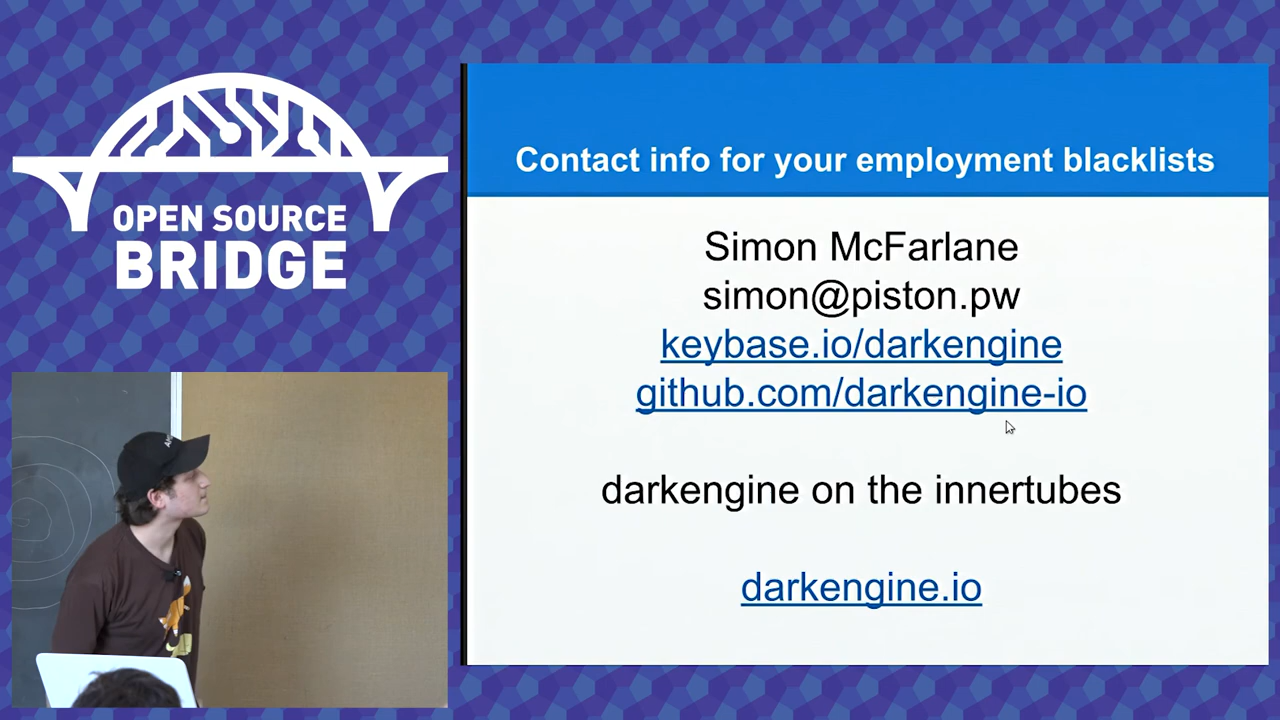 OPEN SOURCE
BRIDGE
Contact info for your employment blacklists
Simon McFarlane
simon@piston.pw
keybase.io/darkengine
github.com/darkengine-io
darkengine on the innertubes
darkengine.io